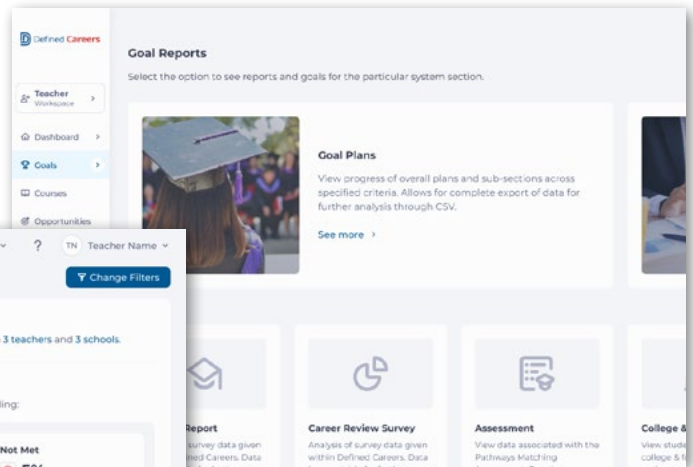 Defined Careers
Goal Reports
Select the option to see reports and goals for the particular system section.
Teacher
Workspace
Dashboard
Goals
Courses
Opportunities
Goal Plans
View progress of overall plans and sub-sections across
specified criteria. Allows for complete export of data for
further analysis through CSV.
See more
? TN Teacher Name
Change Filters
3 teachers and 3 schools.
ling:
Not Met
Report
survey data given
ned Careers. Data
Career Review Survey
Analysis of survey data given
within Defined Careers. Data
Assessment
View data associated with the
Pathways Matching
College &
View stude
college &